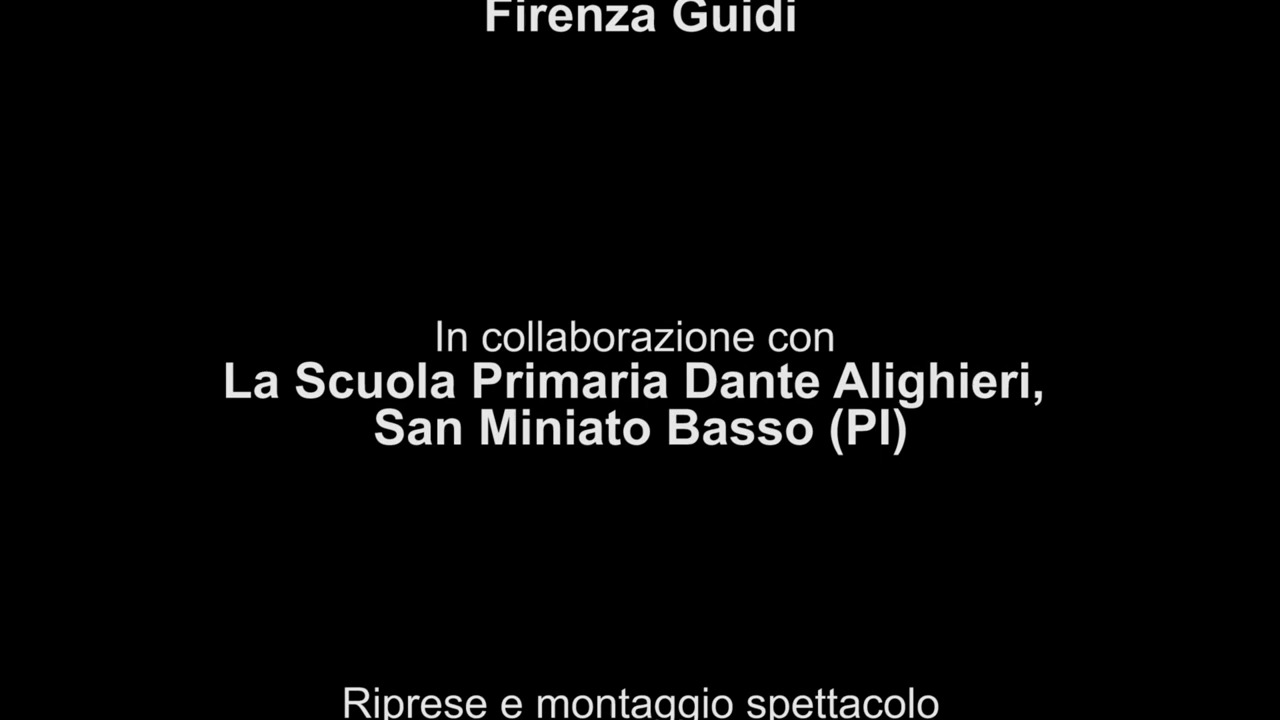 Firenza Guidi
In collaborazione con
La Scuola Primaria Dante Alighieri,
San Miniato Basso (PI)
Riprese e montaggio spettacolo